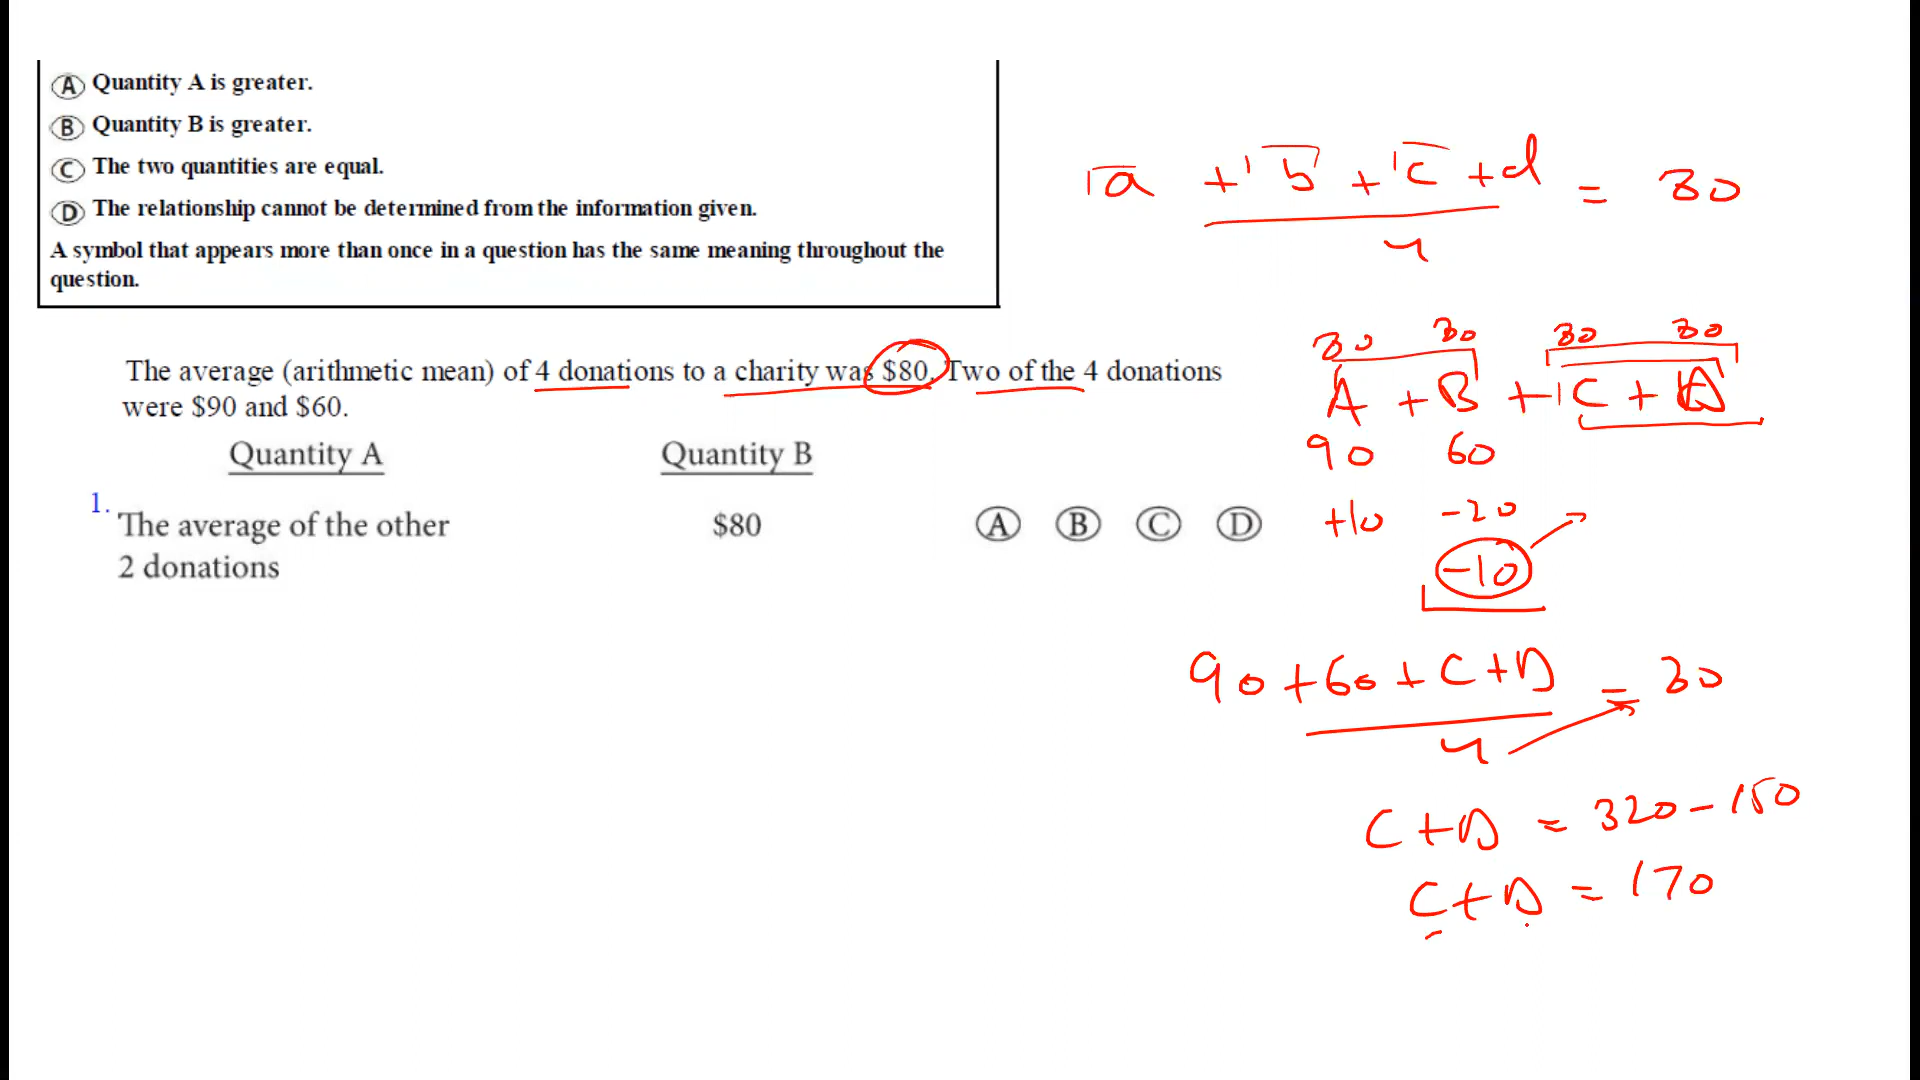 Ⓐ Quantity A is greater.
Ⓑ Quantity B is greater.
Ⓒ The two quantities are equal.
Ⓓ The relationship cannot be determined from the information given.
A symbol that appears more than once in a question has the same meaning throughout the
question.
The average (arithmetic mean) of 4 donations to a charity was $80. Two of the 4 donations
were $90 and $60.
Quantity A Quantity B
1. The average of the other $80 Ⓐ Ⓑ Ⓒ Ⓓ
2 donations
a + b + c + d = 80
4
80 80 80 80
A + B + C + D
90 60
+10 -20
-10
90 + 60 + C + D = 80
4
C + D = 320 - 150
C + D = 170